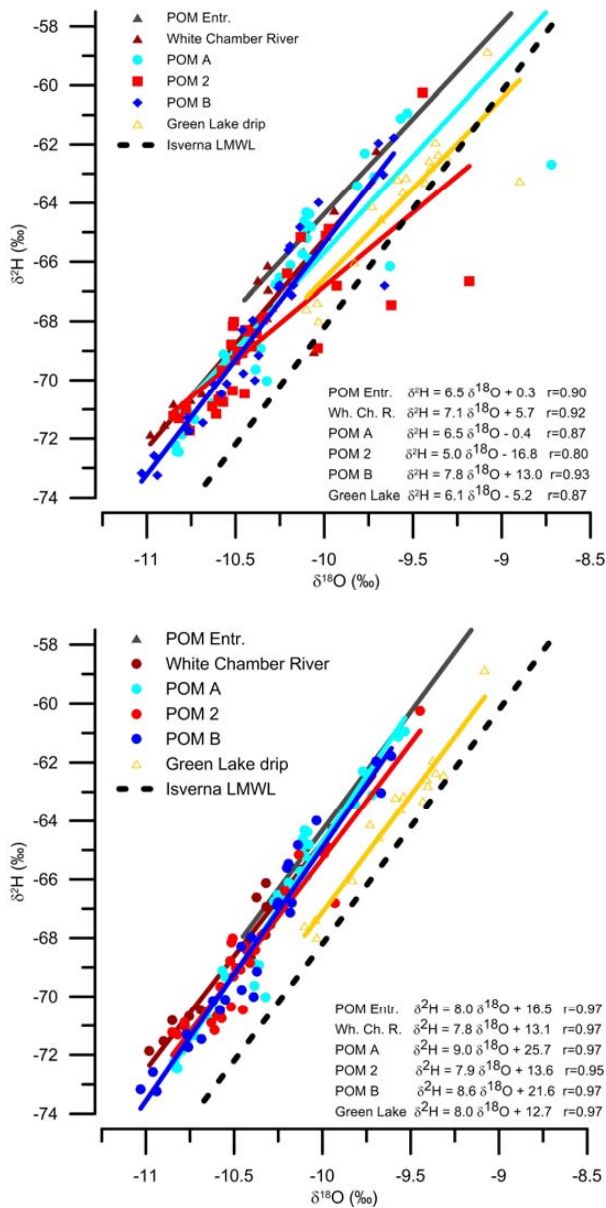 -58
-60
-62
-64
-66
-68
-70
-72
-74
δ²H (‰)
POM Entr.
White Chamber River
POM A
POM 2
POM B
Green Lake drip
Isverna LMWL
POM Entr. δ²H = 6.5 δ¹⁸O + 0.3 r=0.90
Wh. Ch. R. δ²H = 7.1 δ¹⁸O + 5.7 r=0.92
POM A δ²H = 6.5 δ¹⁸O - 0.4 r=0.87
POM 2 δ²H = 5.0 δ¹⁸O - 16.8 r=0.80
POM B δ²H = 7.8 δ¹⁸O + 13.0 r=0.93
Green Lake δ²H = 6.1 δ¹⁸O - 5.2 r=0.87
-11 -10.5 -10 -9.5 -9 -8.5
δ¹⁸O (‰)
-58
-60
-62
-64
-66
-68
-70
-72
-74
δ²H (‰)
POM Entr.
White Chamber River
POM A
POM 2
POM B
Green Lake drip
Isverna LMWL
POM Entr. δ²H = 8.0 δ¹⁸O + 16.5 r=0.97
Wh. Ch. R. δ²H = 7.8 δ¹⁸O + 13.1 r=0.97
POM A δ²H = 9.0 δ¹⁸O + 25.7 r=0.97
POM 2 δ²H = 7.9 δ¹⁸O + 13.6 r=0.95
POM B δ²H = 8.6 δ¹⁸O + 21.6 r=0.97
Green Lake δ²H = 8.0 δ¹⁸O + 12.7 r=0.97
-11 -10.5 -10 -9.5 -9 -8.5
δ¹⁸O (‰)